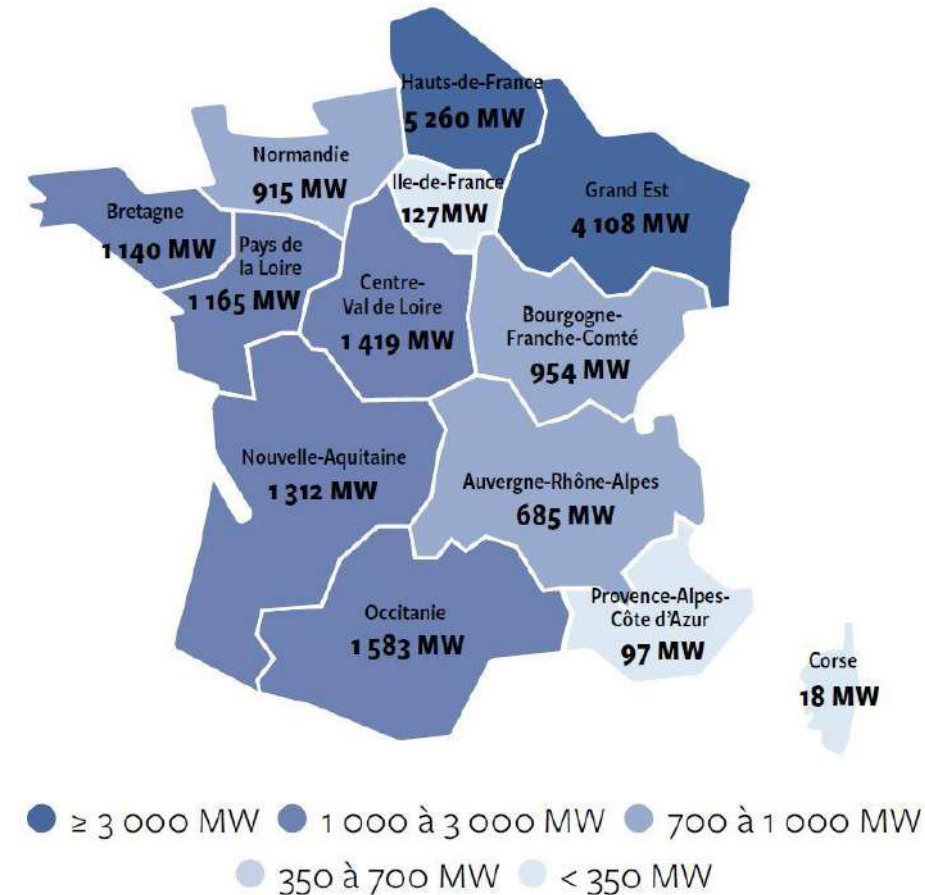 Hauts-de-France
5 260 MW
Normandie
915 MW
Ile-de-France
127MW
Grand Est
4 108 MW
Bretagne
1 140 MW
Pays de
la Loire
1 165 MW
Centre-
Val de Loire
1 419 MW
Bourgogne-
Franche-Comté
954 MW
Nouvelle-Aquitaine
1 312 MW
Auvergne-Rhône-Alpes
685 MW
Occitanie
1 583 MW
Provence-Alpes-
Côte d'Azur
97 MW
Corse
18 MW
≥ 3 000 MW
1 000 à 3 000 MW
700 à 1 000 MW
350 à 700 MW
< 350 MW